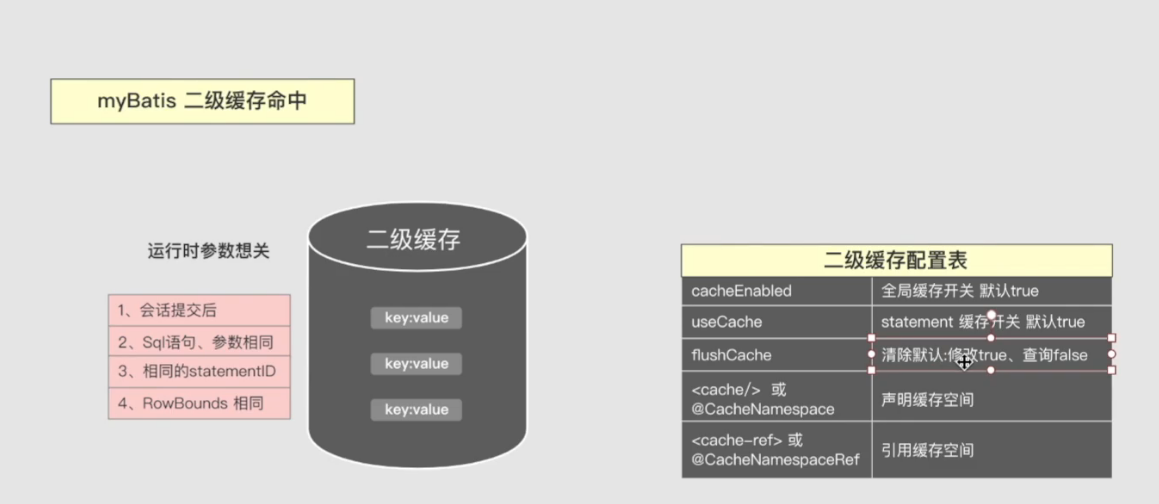 myBatis 二级缓存命中
运行时参数想关
1、会话提交后
2、Sql语句、参数相同
3、相同的statementID
4、RowBounds 相同
二级缓存
key:value
key:value
key:value
二级缓存配置表
cacheEnabled 全局缓存开关 默认true
useCache statement 缓存开关 默认true
flushCache 清除默认:修改true、查询false
<cache/> 或
@CacheNamespace
声明缓存空间
<cache-ref> 或
@CacheNamespaceRef
引用缓存空间